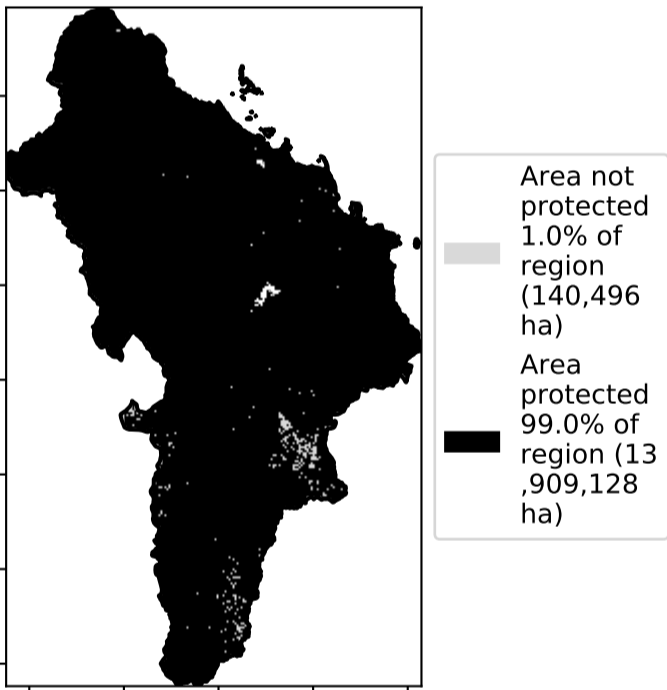 Area not
protected
1.0% of
region
(140,496
ha)
Area
protected
99.0% of
region (13
,909,128
ha)